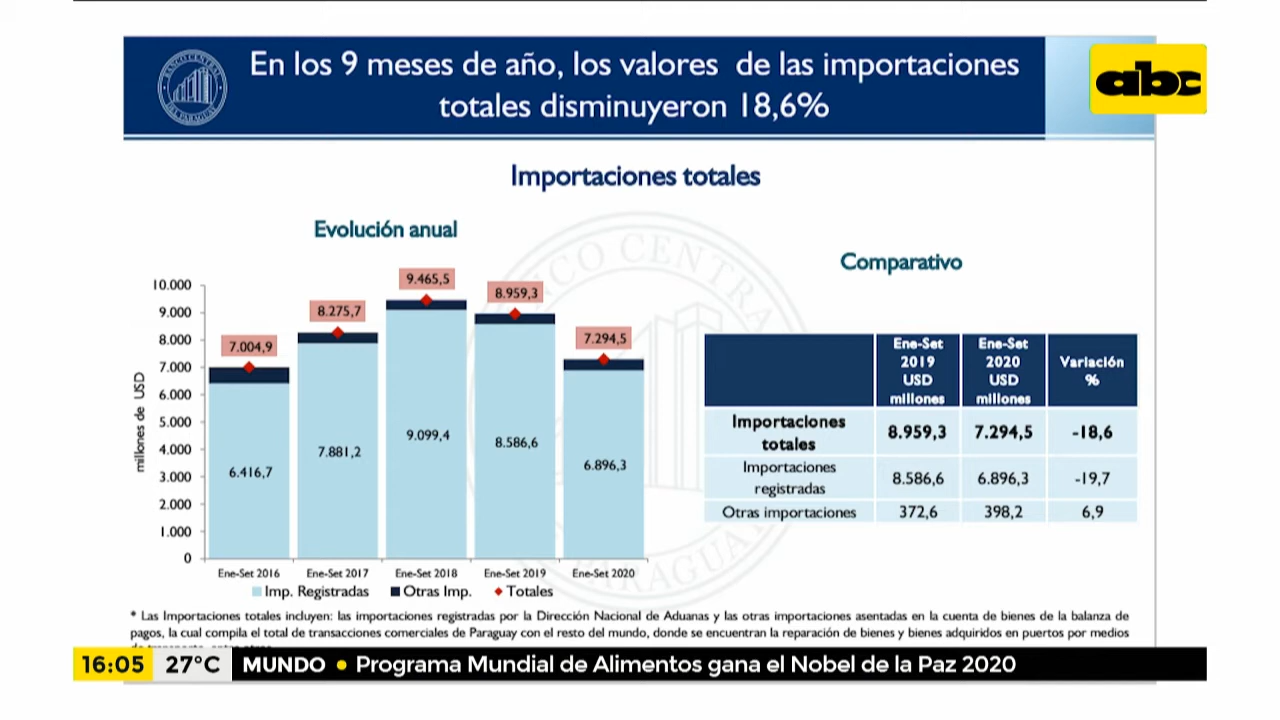 En los 9 meses de año, los valores de las importaciones
totales disminuyeron 18,6%
BANCO CENTRAL
DEL PARAGUAY
abc
Importaciones totales
Evolución anual
Comparativo
millones de USD
10.000
9.000
8.000
7.000
6.000
5.000
4.000
3.000
2.000
1.000
0
7.004,9
8.275,7
9.465,5
8.959,3
7.294,5
6.416,7
7.881,2
9.099,4
8.586,6
6.896,3
Ene-Set 2016
Ene-Set 2017
Ene-Set 2018
Ene-Set 2019
Ene-Set 2020
Imp. Registradas
Otras Imp.
Totales
Ene-Set 2019 USD millones
Ene-Set 2020 USD millones
Variación %
Importaciones totales 8.959,3 7.294,5 -18,6
Importaciones registradas 8.586,6 6.896,3 -19,7
Otras importaciones 372,6 398,2 6,9
* Las Importaciones totales incluyen: las importaciones registradas por la Dirección Nacional de Aduanas y las otras importaciones asentadas en la cuenta de bienes de la balanza de
pagos, la cual compila el total de transacciones comerciales de Paraguay con el resto del mundo, donde se encuentran la reparación de bienes y bienes adquiridos en puertos por medios
16:05 27°C MUNDO • Programa Mundial de Alimentos gana el Nobel de la Paz 2020